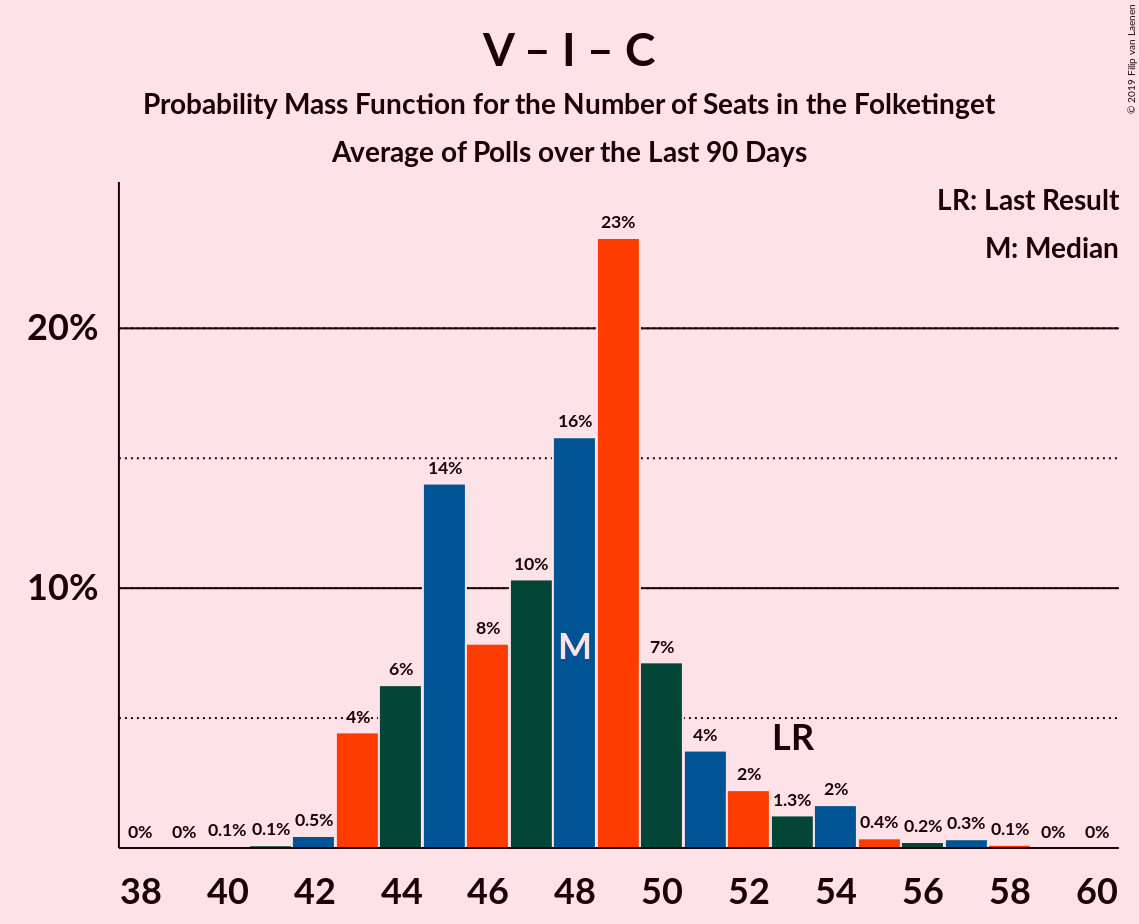 V – I – C
Probability Mass Function for the Number of Seats in the Folketinget
Average of Polls over the Last 90 Days
© 2019 Filip van Laenen
LR: Last Result
M: Median
20%
10%
0% 0% 0.1% 0.1% 0.5% 4% 6% 14% 8% 10% 16% 23% 7% 4% 2% 1.3% 2% 0.4% 0.2% 0.3% 0.1% 0% 0%
M
LR
38 40 42 44 46 48 50 52 54 56 58 60